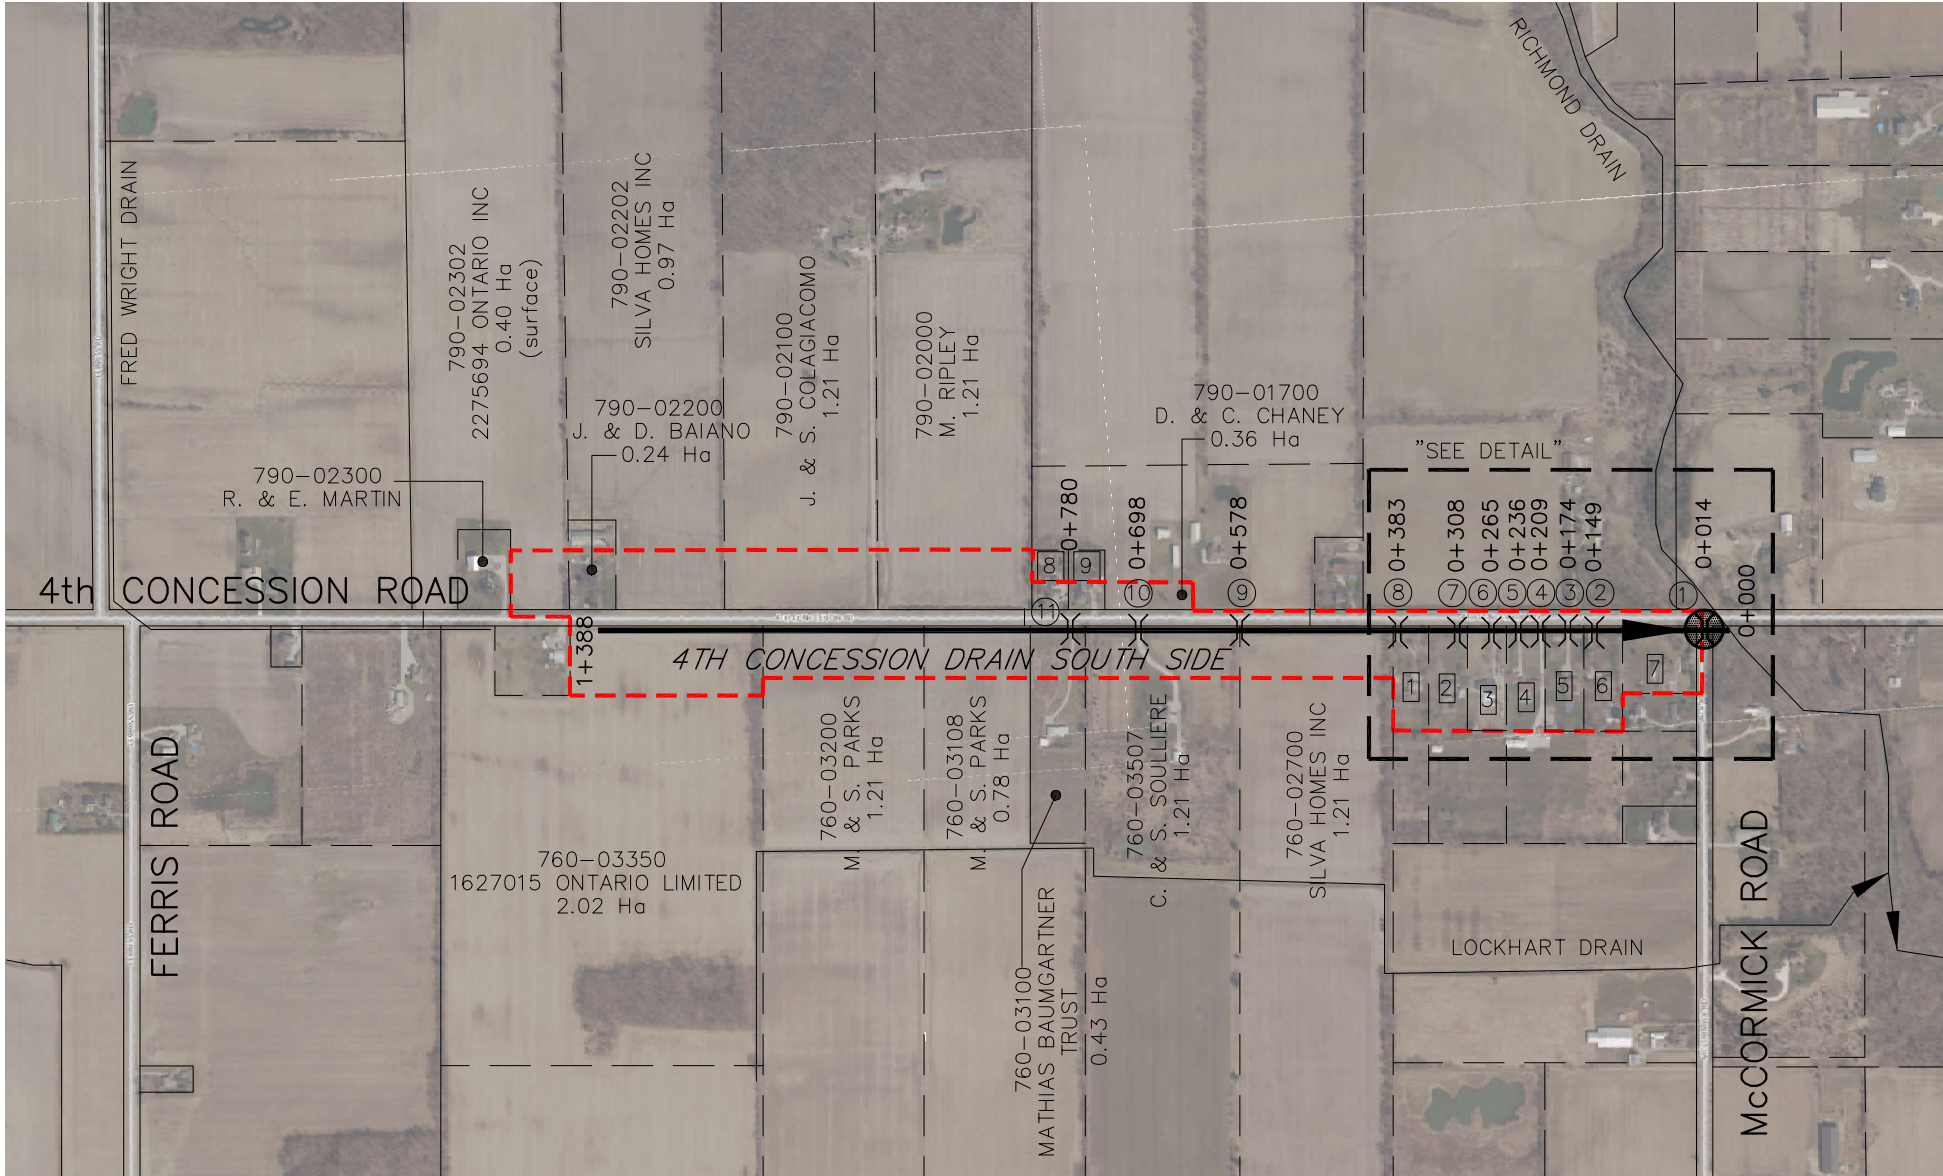 RICHMOND DRAIN
FRED WRIGHT DRAIN
790-02302
2275694 ONTARIO INC
0.40 Ha
(surface)
790-02202
SILVA HOMES INC
0.97 Ha
790-02100
J. & S. COLAGIACOMO
1.21 Ha
790-02000
M. RIPLEY
1.21 Ha
790-02200
J. & D. BAIANO
0.24 Ha
790-01700
D. & C. CHANEY
0.36 Ha
790-02300
R. & E. MARTIN
"SEE DETAIL"
0+780
0+698
0+578
0+383
0+308
0+265
0+236
0+209
0+174
0+149
0+014
0+000
8
9
11
10
9
8
7
6
5
4
3
2
1
4th CONCESSION ROAD
1+388
4TH CONCESSION DRAIN SOUTH SIDE
1
2
3
4
5
6
7
FERRIS ROAD
760-03350
1627015 ONTARIO LIMITED
2.02 Ha
760-03200
M. & S. PARKS
1.21 Ha
760-03108
M. & S. PARKS
0.78 Ha
760-03100
MATHIAS BAUMGARTNER
TRUST
0.43 Ha
760-03507
C. & S. SOULLIERE
1.21 Ha
760-02700
SILVA HOMES INC
1.21 Ha
LOCKHART DRAIN
McCORMICK ROAD